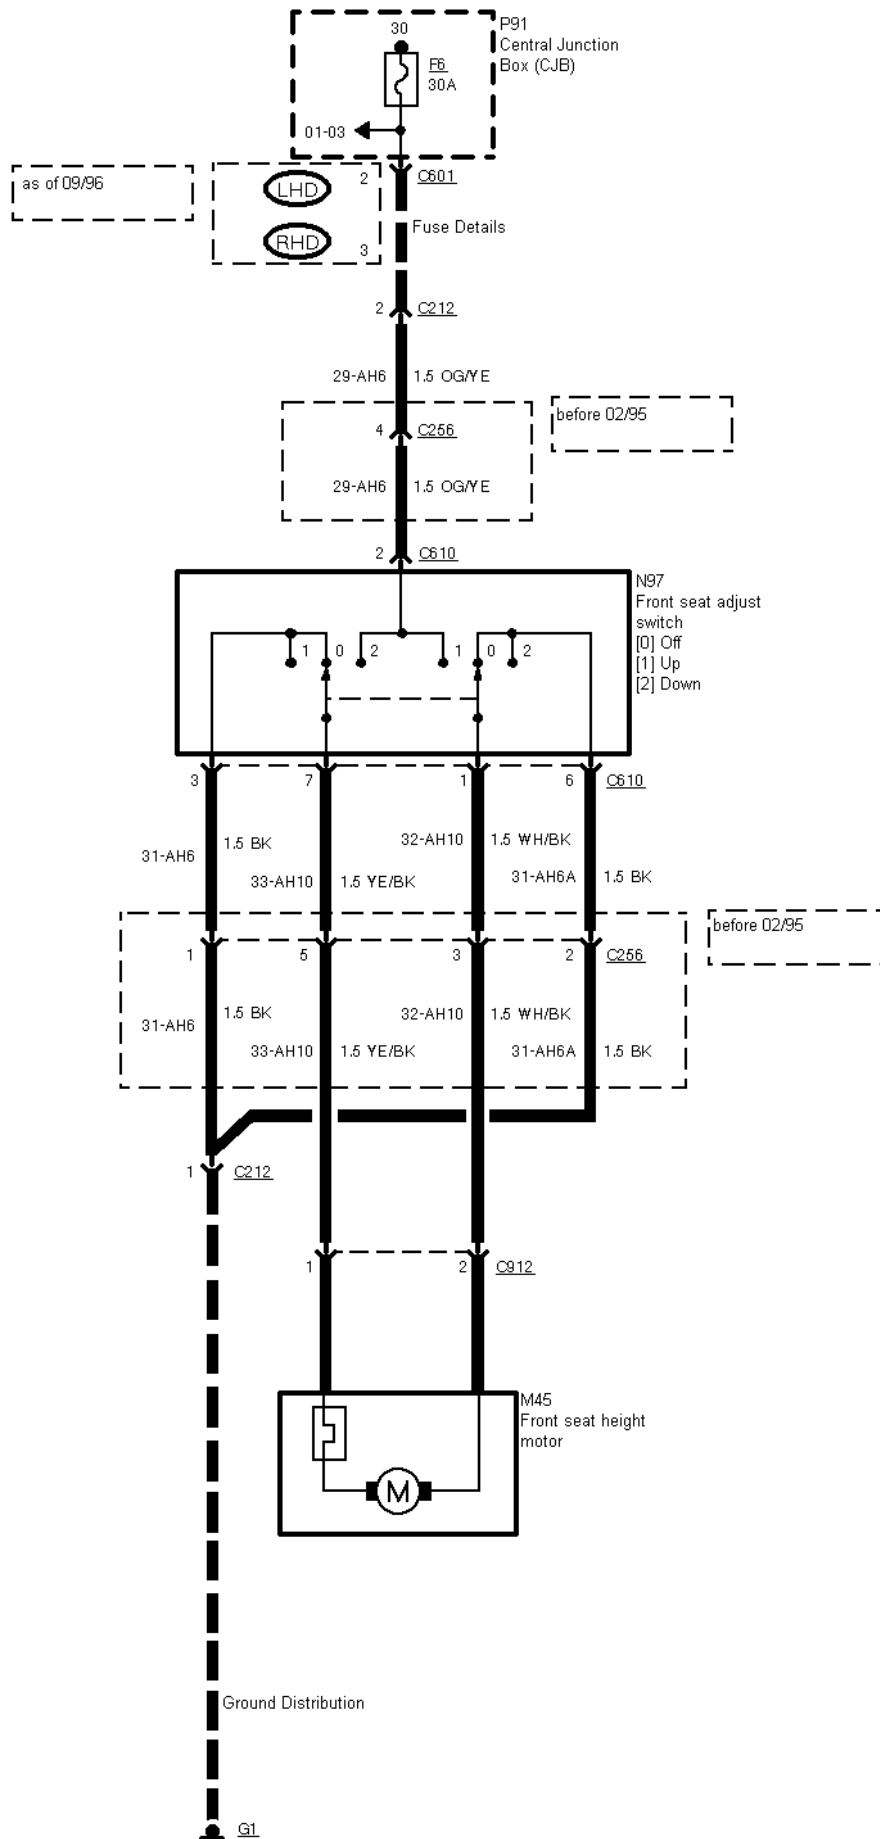 30
P91
Central Junction
Box (CJB)
F6
30A
01-03
as of 09/96
LHD
2
C601
RHD
3
Fuse Details
2
C212
29-AH6
1.5 OG/YE
before 02/95
4
C256
29-AH6
1.5 OG/YE
2
C610
N97
Front seat adjust
switch
[0] Off
[1] Up
[2] Down
1 0 2
1 0 2
3
7
1
6
C610
31-AH6
1.5 BK
32-AH10
1.5 WH/BK
33-AH10
1.5 YE/BK
31-AH6A
1.5 BK
before 02/95
1
5
3
2
C256
31-AH6
1.5 BK
32-AH10
1.5 WH/BK
33-AH10
1.5 YE/BK
31-AH6A
1.5 BK
1
C212
1
2
C912
M45
Front seat height
motor
M
Ground Distribution
G1